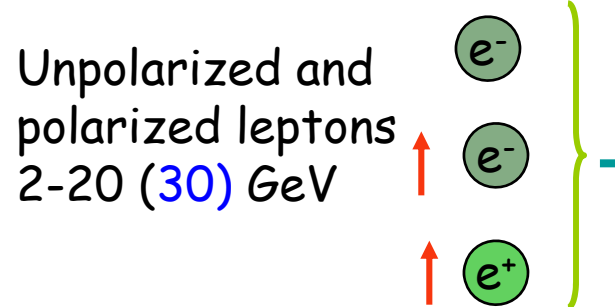 Unpolarized and
polarized leptons
2-20 (30) GeV
e⁻
e⁻
e⁺